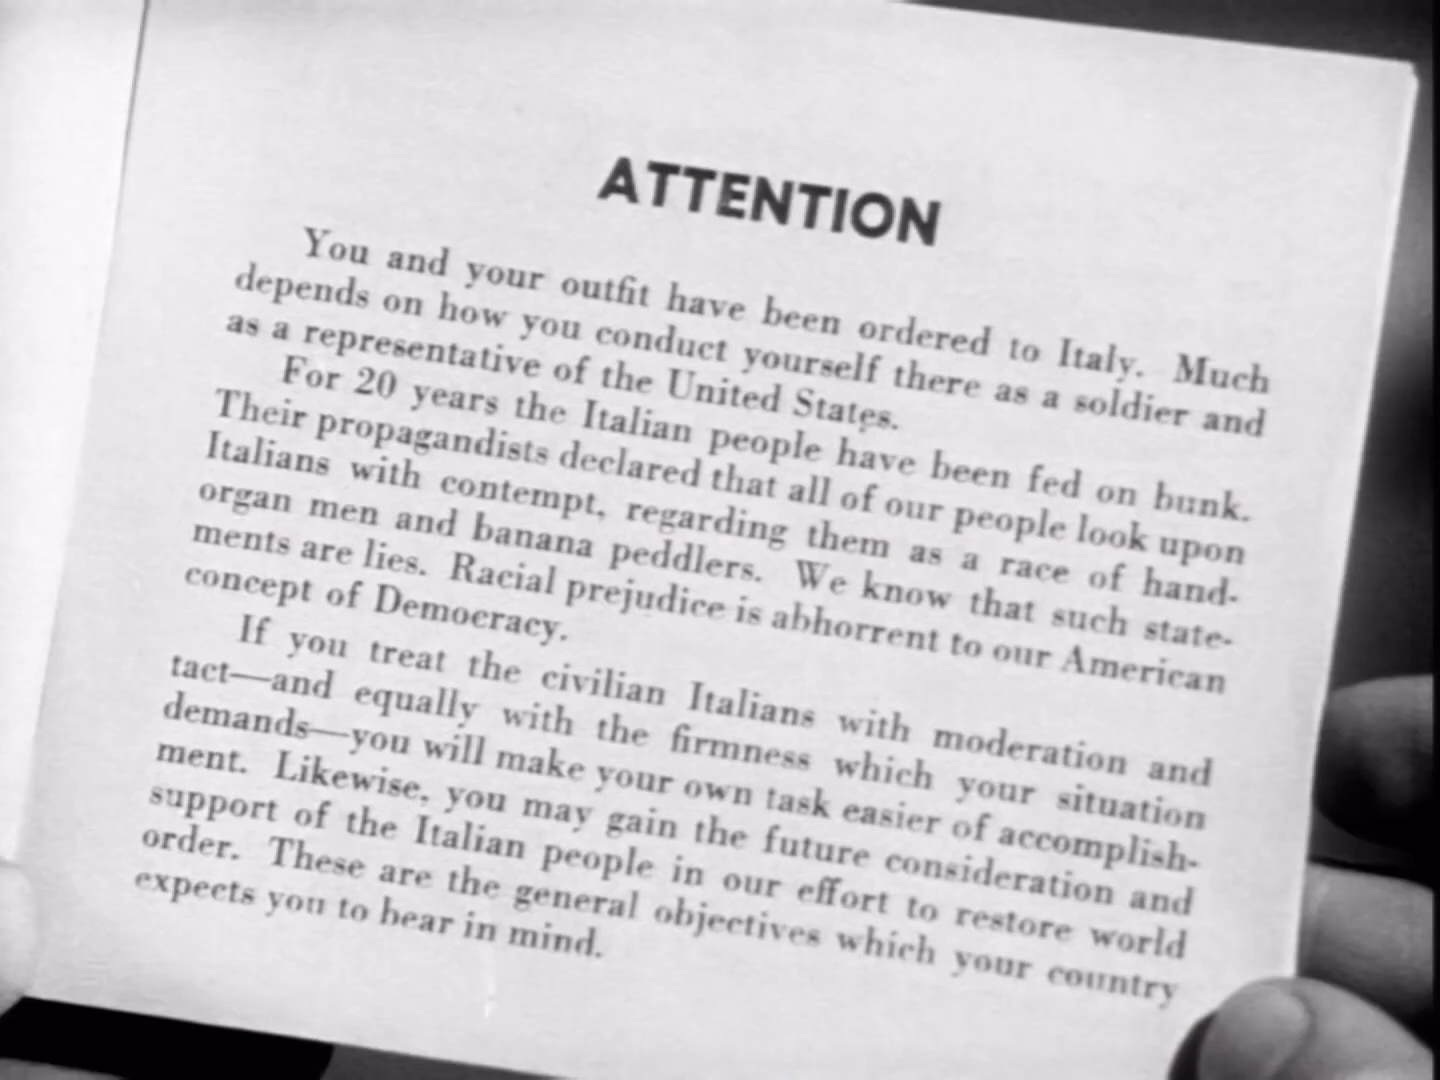 ATTENTION
You and your outfit have been ordered to Italy. Much
depends on how you conduct yourself there as a soldier and
as a representative of the United States.
For 20 years the Italian people have been fed on bunk.
Their propagandists declared that all of our people look upon
Italians with contempt, regarding them as a race of hand-
organ men and banana peddlers. We know that such state-
ments are lies. Racial prejudice is abhorrent to our American
concept of Democracy.
If you treat the civilian Italians with moderation and
tact—and equally with the firmness which your situation
demands—you will make your own task easier of accomplish-
ment. Likewise, you may gain the future consideration and
support of the Italian people in our effort to restore world
order. These are the general objectives which your country
expects you to bear in mind.